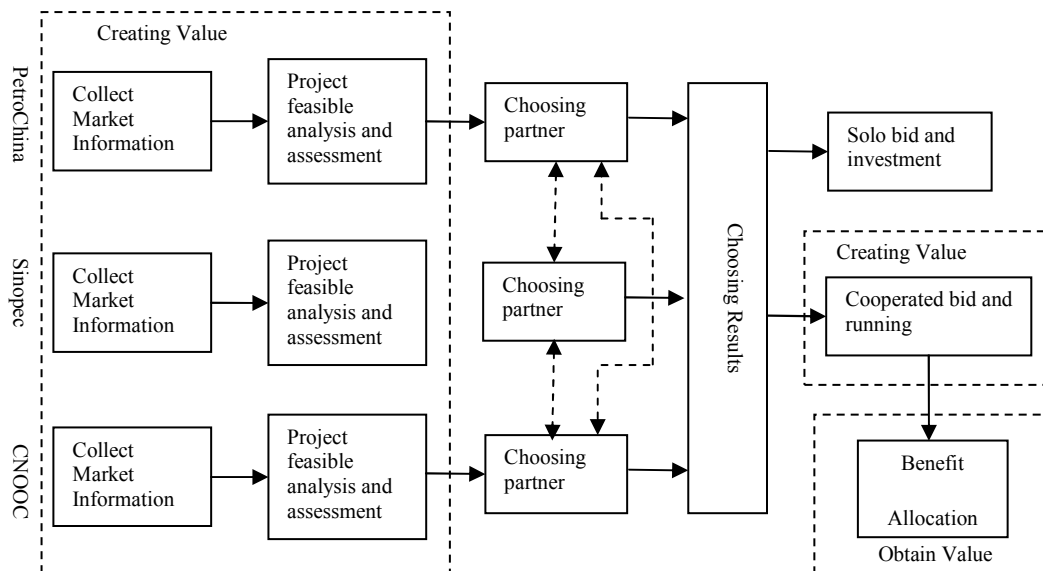 Creating Value
PetroChina
Collect
Market
Information
Project
feasible
analysis and
assessment
Choosing
partner
Solo bid and
investment
Sinopec
Collect
Market
Information
Project
feasible
analysis and
assessment
Choosing
partner
Choosing Results
Creating Value
Cooperated bid and
running
CNOOC
Collect
Market
Information
Project
feasible
analysis and
assessment
Choosing
partner
Benefit
Allocation
Obtain Value